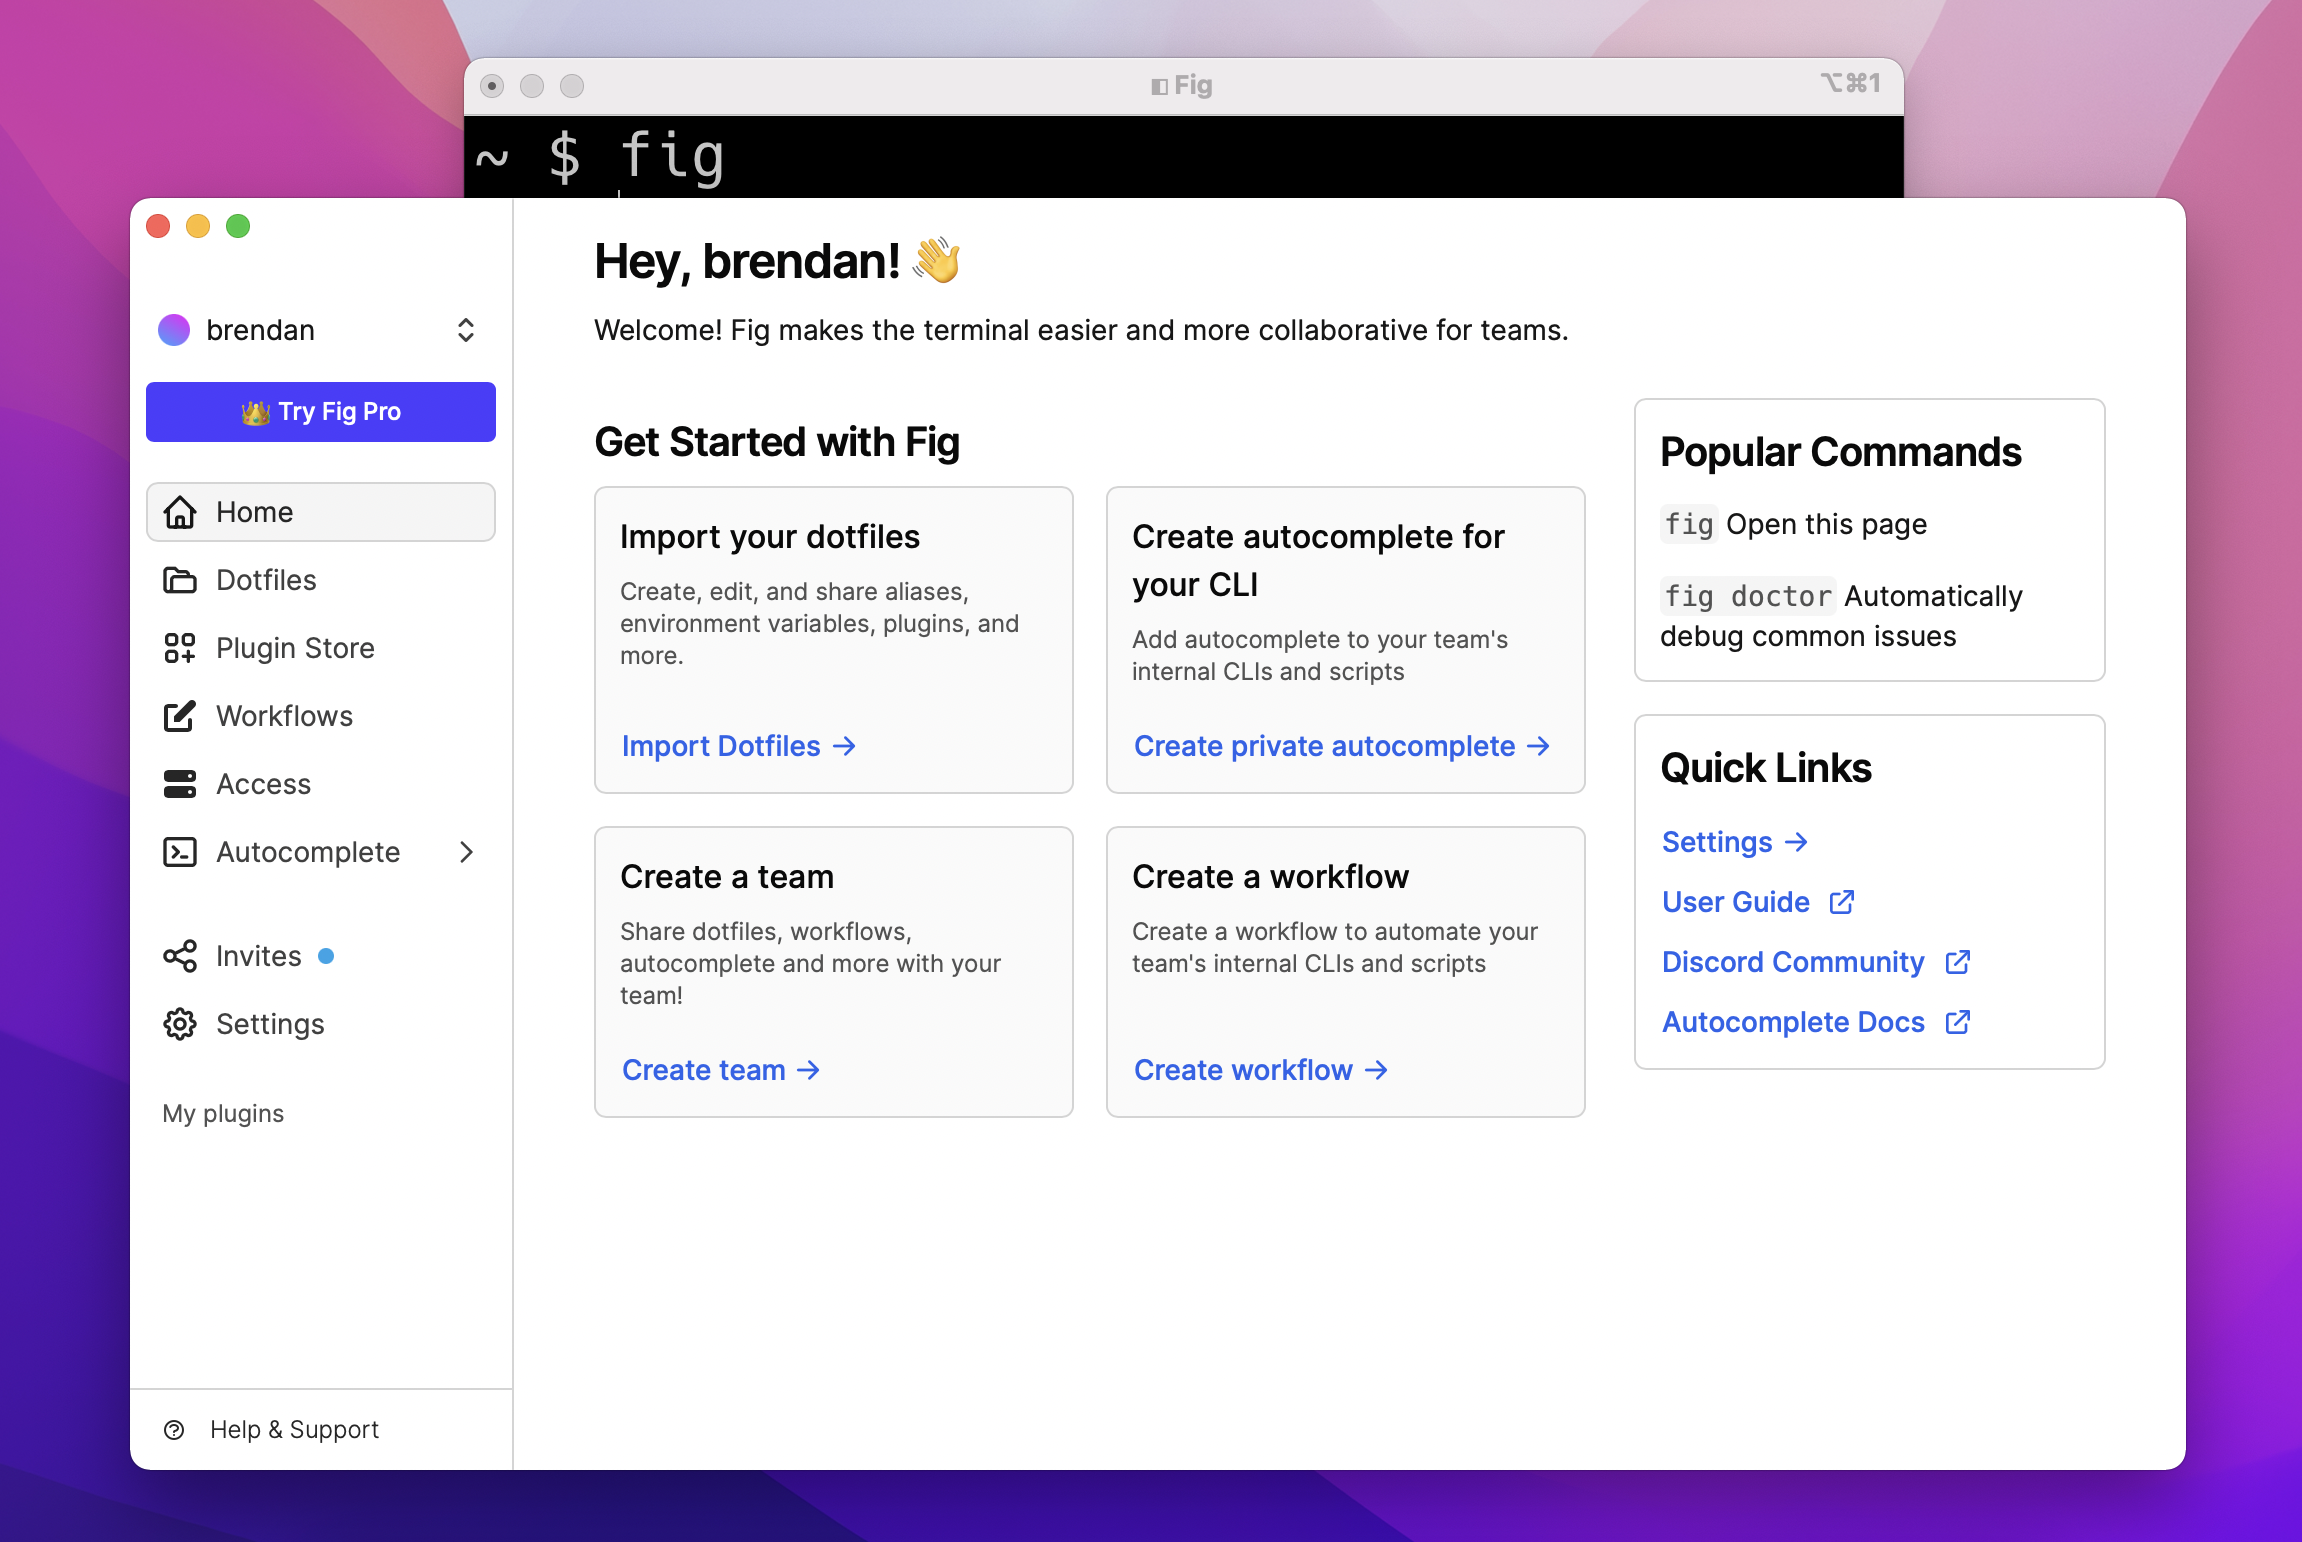 Fig
⌥⌘1
~ $ fig
brendan
Try Fig Pro
Home
Dotfiles
Plugin Store
Workflows
Access
Autocomplete
Invites
Settings
My plugins
Help & Support
Hey, brendan! 👋
Welcome! Fig makes the terminal easier and more collaborative for teams.
Get Started with Fig
Import your dotfiles
Create, edit, and share aliases,
environment variables, plugins, and
more.
Import Dotfiles →
Create autocomplete for
your CLI
Add autocomplete to your team's
internal CLIs and scripts
Create private autocomplete →
Create a team
Share dotfiles, workflows,
autocomplete and more with your
team!
Create team →
Create a workflow
Create a workflow to automate your
team's internal CLIs and scripts
Create workflow →
Popular Commands
fig Open this page
fig doctor Automatically
debug common issues
Quick Links
Settings →
User Guide
Discord Community
Autocomplete Docs